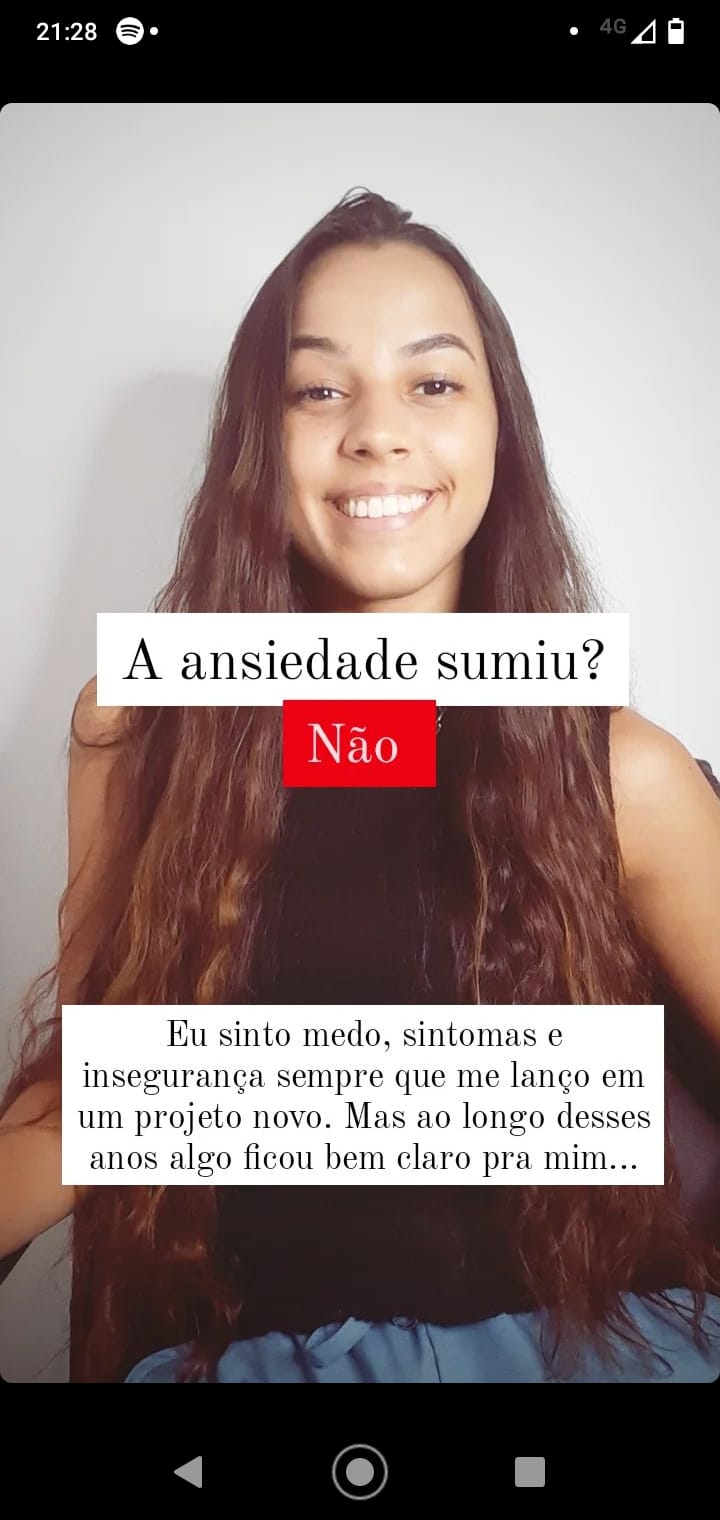 21:28
4G
A ansiedade sumiu?
Não
Eu sinto medo, sintomas e
insegurança sempre que me lanço em
um projeto novo. Mas ao longo desses
anos algo ficou bem claro pra mim...